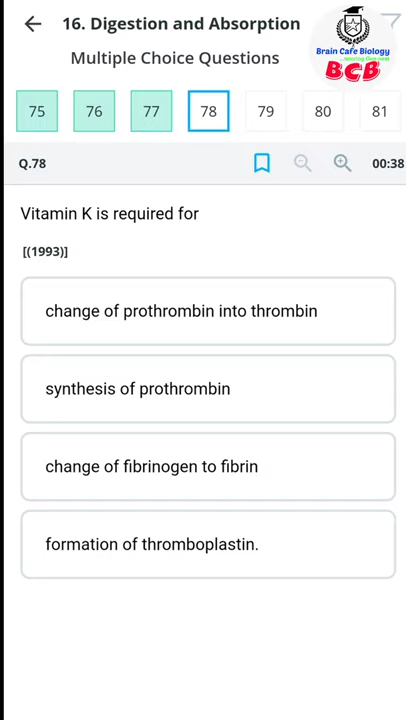 16. Digestion and Absorption
Multiple Choice Questions
Brain Cafe Biology
BCB
75 76 77 78 79 80 81
Q.78
00:38
Vitamin K is required for
[(1993)]
change of prothrombin into thrombin
synthesis of prothrombin
change of fibrinogen to fibrin
formation of thromboplastin.